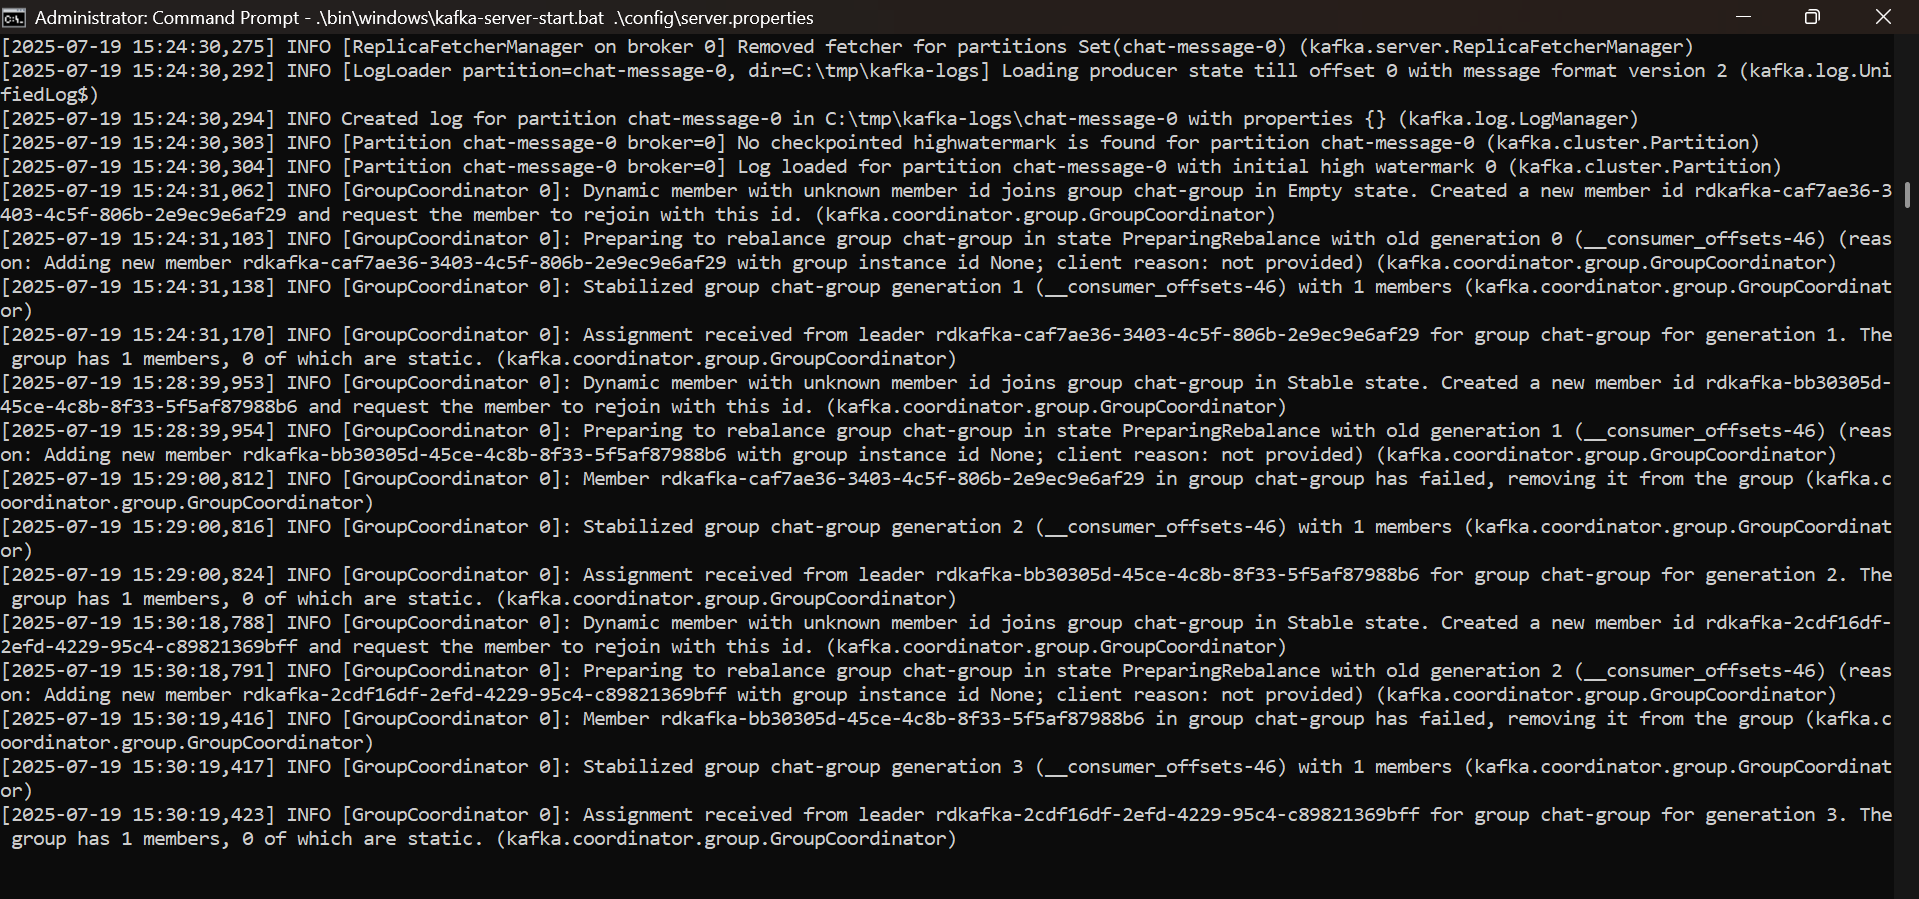 Administrator: Command Prompt - .\bin\windows\kafka-server-start.bat .\config\server.properties
[2025-07-19 15:24:30,275] INFO [ReplicaFetcherManager on broker 0] Removed fetcher for partitions Set(chat-message-0) (kafka.server.ReplicaFetcherManager)
[2025-07-19 15:24:30,292] INFO [LogLoader partition=chat-message-0, dir=C:\tmp\kafka-logs] Loading producer state till offset 0 with message format version 2 (kafka.log.Uni
fiedLog$)
[2025-07-19 15:24:30,294] INFO Created log for partition chat-message-0 in C:\tmp\kafka-logs\chat-message-0 with properties {} (kafka.log.LogManager)
[2025-07-19 15:24:30,303] INFO [Partition chat-message-0 broker=0] No checkpointed highwatermark is found for partition chat-message-0 (kafka.cluster.Partition)
[2025-07-19 15:24:30,304] INFO [Partition chat-message-0 broker=0] Log loaded for partition chat-message-0 with initial high watermark 0 (kafka.cluster.Partition)
[2025-07-19 15:24:31,062] INFO [GroupCoordinator 0]: Dynamic member with unknown member id joins group chat-group in Empty state. Created a new member id rdkafka-caf7ae36-3
403-4c5f-806b-2e9ec9e6af29 and request the member to rejoin with this id. (kafka.coordinator.group.GroupCoordinator)
[2025-07-19 15:24:31,103] INFO [GroupCoordinator 0]: Preparing to rebalance group chat-group in state PreparingRebalance with old generation 0 (__consumer_offsets-46) (reas
on: Adding new member rdkafka-caf7ae36-3403-4c5f-806b-2e9ec9e6af29 with group instance id None; client reason: not provided) (kafka.coordinator.group.GroupCoordinator)
[2025-07-19 15:24:31,138] INFO [GroupCoordinator 0]: Stabilized group chat-group generation 1 (__consumer_offsets-46) with 1 members (kafka.coordinator.group.GroupCoordinat
or)
[2025-07-19 15:24:31,170] INFO [GroupCoordinator 0]: Assignment received from leader rdkafka-caf7ae36-3403-4c5f-806b-2e9ec9e6af29 for group chat-group for generation 1. The
 group has 1 members, 0 of which are static. (kafka.coordinator.group.GroupCoordinator)
[2025-07-19 15:28:39,953] INFO [GroupCoordinator 0]: Dynamic member with unknown member id joins group chat-group in Stable state. Created a new member id rdkafka-bb30305d-
45ce-4c8b-8f33-5f5af87988b6 and request the member to rejoin with this id. (kafka.coordinator.group.GroupCoordinator)
[2025-07-19 15:28:39,954] INFO [GroupCoordinator 0]: Preparing to rebalance group chat-group in state PreparingRebalance with old generation 1 (__consumer_offsets-46) (reas
on: Adding new member rdkafka-bb30305d-45ce-4c8b-8f33-5f5af87988b6 with group instance id None; client reason: not provided) (kafka.coordinator.group.GroupCoordinator)
[2025-07-19 15:29:00,812] INFO [GroupCoordinator 0]: Member rdkafka-caf7ae36-3403-4c5f-806b-2e9ec9e6af29 in group chat-group has failed, removing it from the group (kafka.c
oordinator.group.GroupCoordinator)
[2025-07-19 15:29:00,816] INFO [GroupCoordinator 0]: Stabilized group chat-group generation 2 (__consumer_offsets-46) with 1 members (kafka.coordinator.group.GroupCoordinat
or)
[2025-07-19 15:29:00,824] INFO [GroupCoordinator 0]: Assignment received from leader rdkafka-bb30305d-45ce-4c8b-8f33-5f5af87988b6 for group chat-group for generation 2. The
 group has 1 members, 0 of which are static. (kafka.coordinator.group.GroupCoordinator)
[2025-07-19 15:30:18,788] INFO [GroupCoordinator 0]: Dynamic member with unknown member id joins group chat-group in Stable state. Created a new member id rdkafka-2cdf16df-
2efd-4229-95c4-c89821369bff and request the member to rejoin with this id. (kafka.coordinator.group.GroupCoordinator)
[2025-07-19 15:30:18,791] INFO [GroupCoordinator 0]: Preparing to rebalance group chat-group in state PreparingRebalance with old generation 2 (__consumer_offsets-46) (reas
on: Adding new member rdkafka-2cdf16df-2efd-4229-95c4-c89821369bff with group instance id None; client reason: not provided) (kafka.coordinator.group.GroupCoordinator)
[2025-07-19 15:30:19,416] INFO [GroupCoordinator 0]: Member rdkafka-bb30305d-45ce-4c8b-8f33-5f5af87988b6 in group chat-group has failed, removing it from the group (kafka.c
oordinator.group.GroupCoordinator)
[2025-07-19 15:30:19,417] INFO [GroupCoordinator 0]: Stabilized group chat-group generation 3 (__consumer_offsets-46) with 1 members (kafka.coordinator.group.GroupCoordinat
or)
[2025-07-19 15:30:19,423] INFO [GroupCoordinator 0]: Assignment received from leader rdkafka-2cdf16df-2efd-4229-95c4-c89821369bff for group chat-group for generation 3. The
 group has 1 members, 0 of which are static. (kafka.coordinator.group.GroupCoordinator)